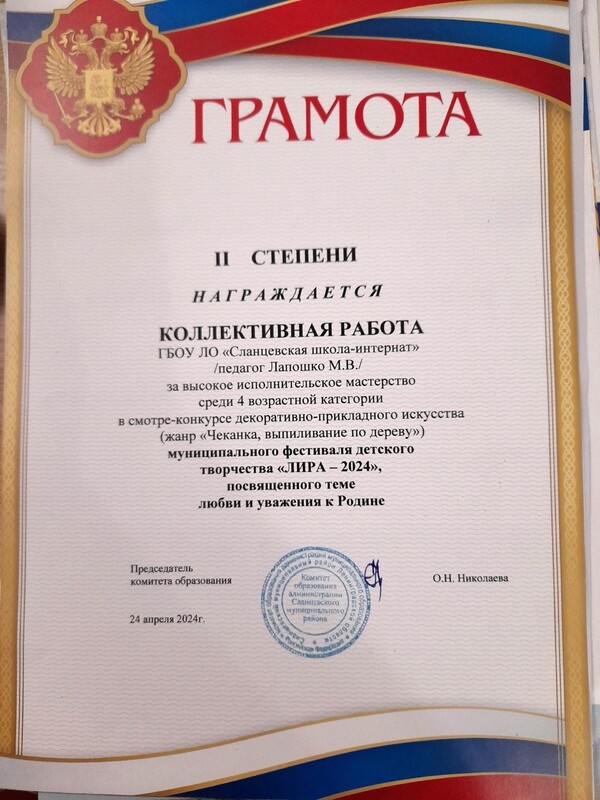 ГРАМОТА
II СТЕПЕНИ
НАГРАЖДАЕТСЯ
КОЛЛЕКТИВНАЯ РАБОТА
ГБОУ ЛО «Сланцевская школа-интернат»
/педагог Лапошко М.В./
за высокое исполнительское мастерство
среди 4 возрастной категории
в смотре-конкурсе декоративно-прикладного искусства
(жанр «Чеканка, выпиливание по дереву»)
муниципального фестиваля детского
творчества «ЛИРА – 2024»,
посвященного теме
любви и уважения к Родине
Председатель
комитета образования
О.Н. Николаева
24 апреля 2024г.
Комитет
образования
администрации
Сланцевского
муниципального
района